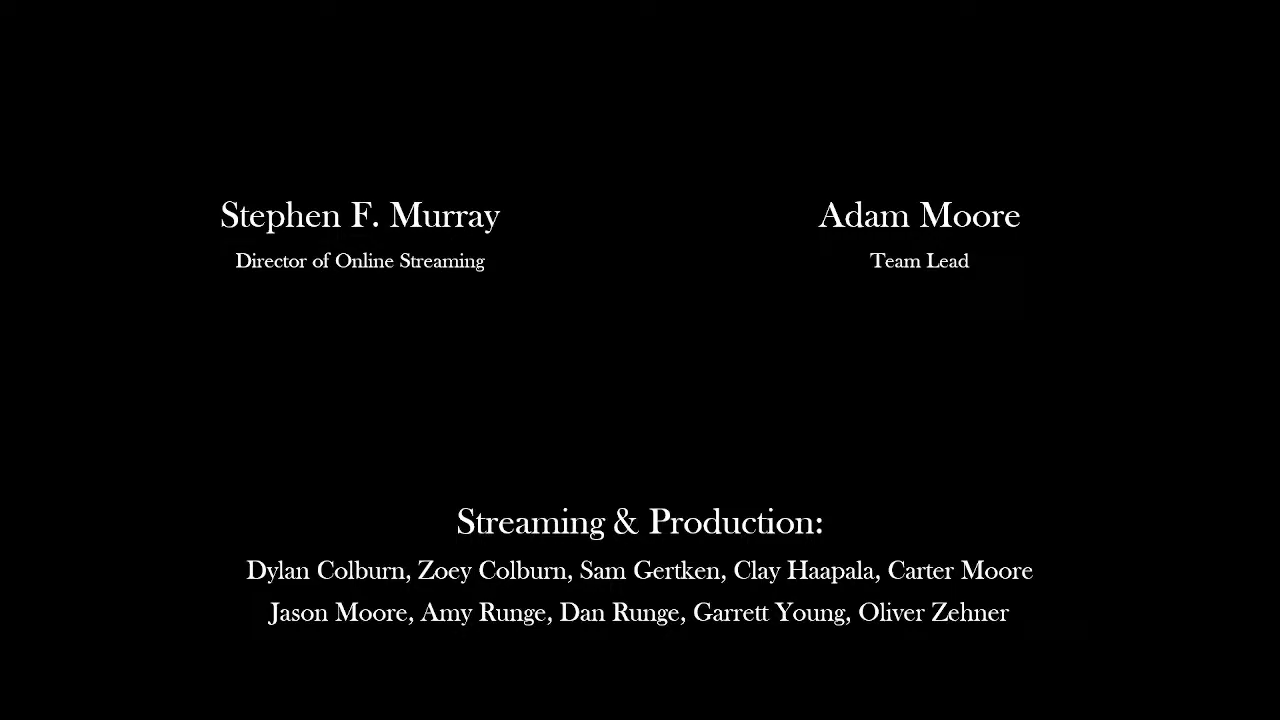 Stephen F. Murray
Director of Online Streaming
Adam Moore
Team Lead
Streaming & Production:
Dylan Colburn, Zoey Colburn, Sam Gertken, Clay Haapala, Carter Moore
Jason Moore, Amy Runge, Dan Runge, Garrett Young, Oliver Zehner